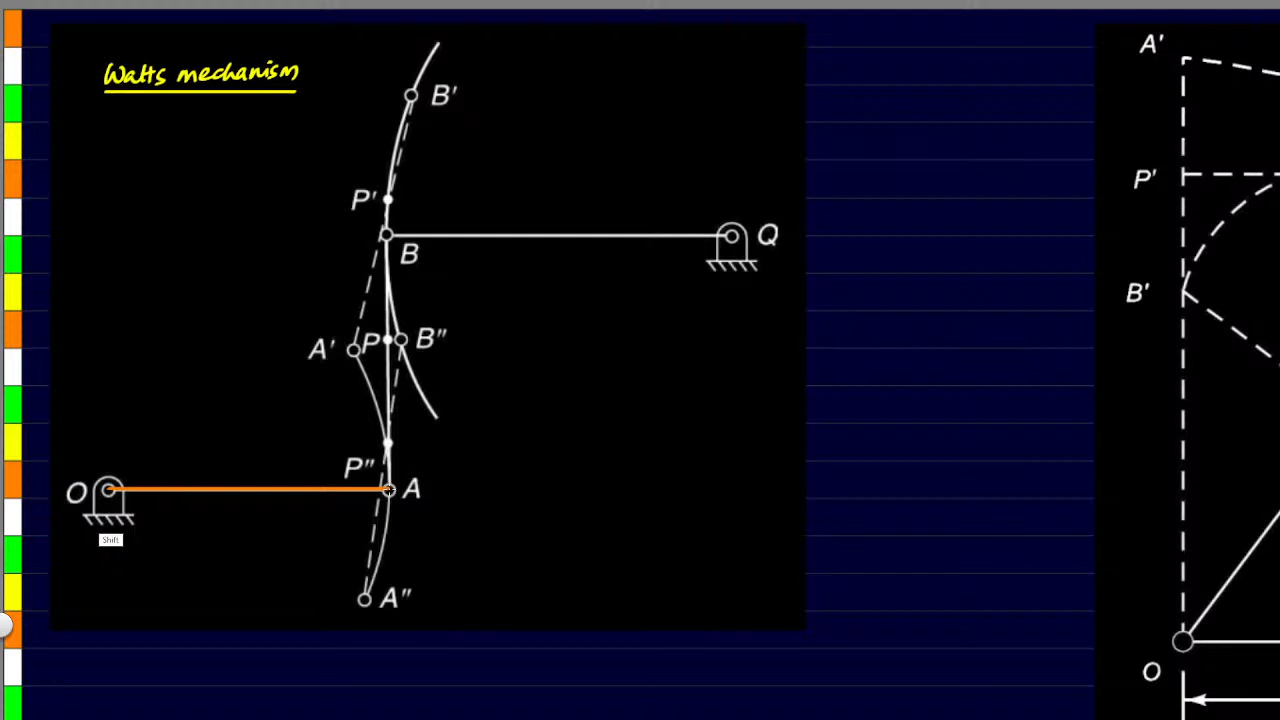 Watts mechanism
B'
P'
Q
B
A'
P
B"
P"
O
A
Shift
A"
A'
P'
B'
O